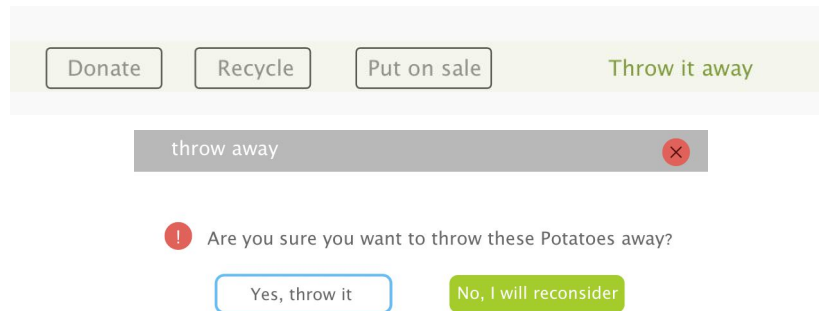 Donate Recycle Put on sale Throw it away
throw away
! Are you sure you want to throw these Potatoes away?
Yes, throw it No, I will reconsider